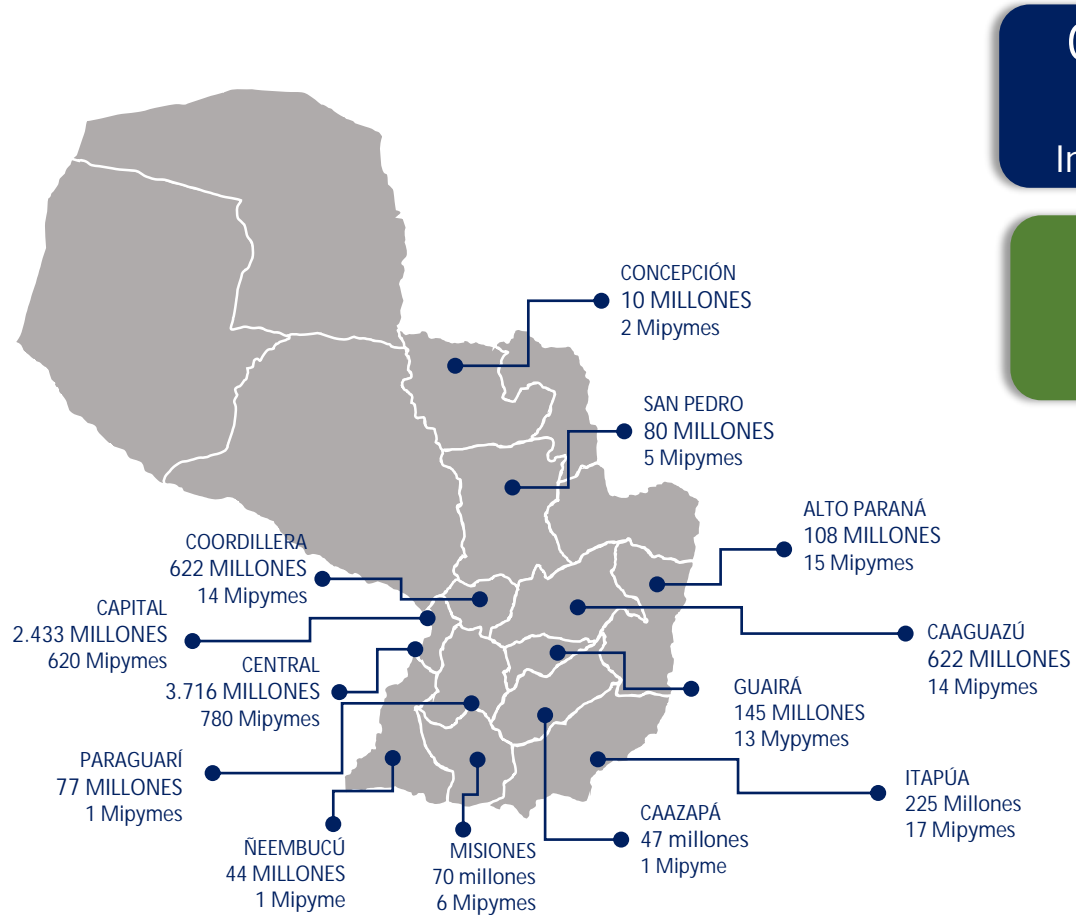 CONCEPCIÓN
10 MILLONES
2 Mipymes
SAN PEDRO
80 MILLONES
5 Mipymes
ALTO PARANÁ
108 MILLONES
15 Mipymes
COORDILLERA
622 MILLONES
14 Mipymes
CAPITAL
2.433 MILLONES
620 Mipymes
CAAGUAZÚ
622 MILLONES
14 Mipymes
CENTRAL
3.716 MILLONES
780 Mipymes
GUAIRÁ
145 MILLONES
13 Mypymes
PARAGUARÍ
77 MILLONES
1 Mipymes
ITAPÚA
225 Millones
17 Mipymes
CAAZAPÁ
47 millones
1 Mipyme
ÑEEMBUCÚ
44 MILLONES
1 Mipyme
MISIONES
70 millones
6 Mipymes